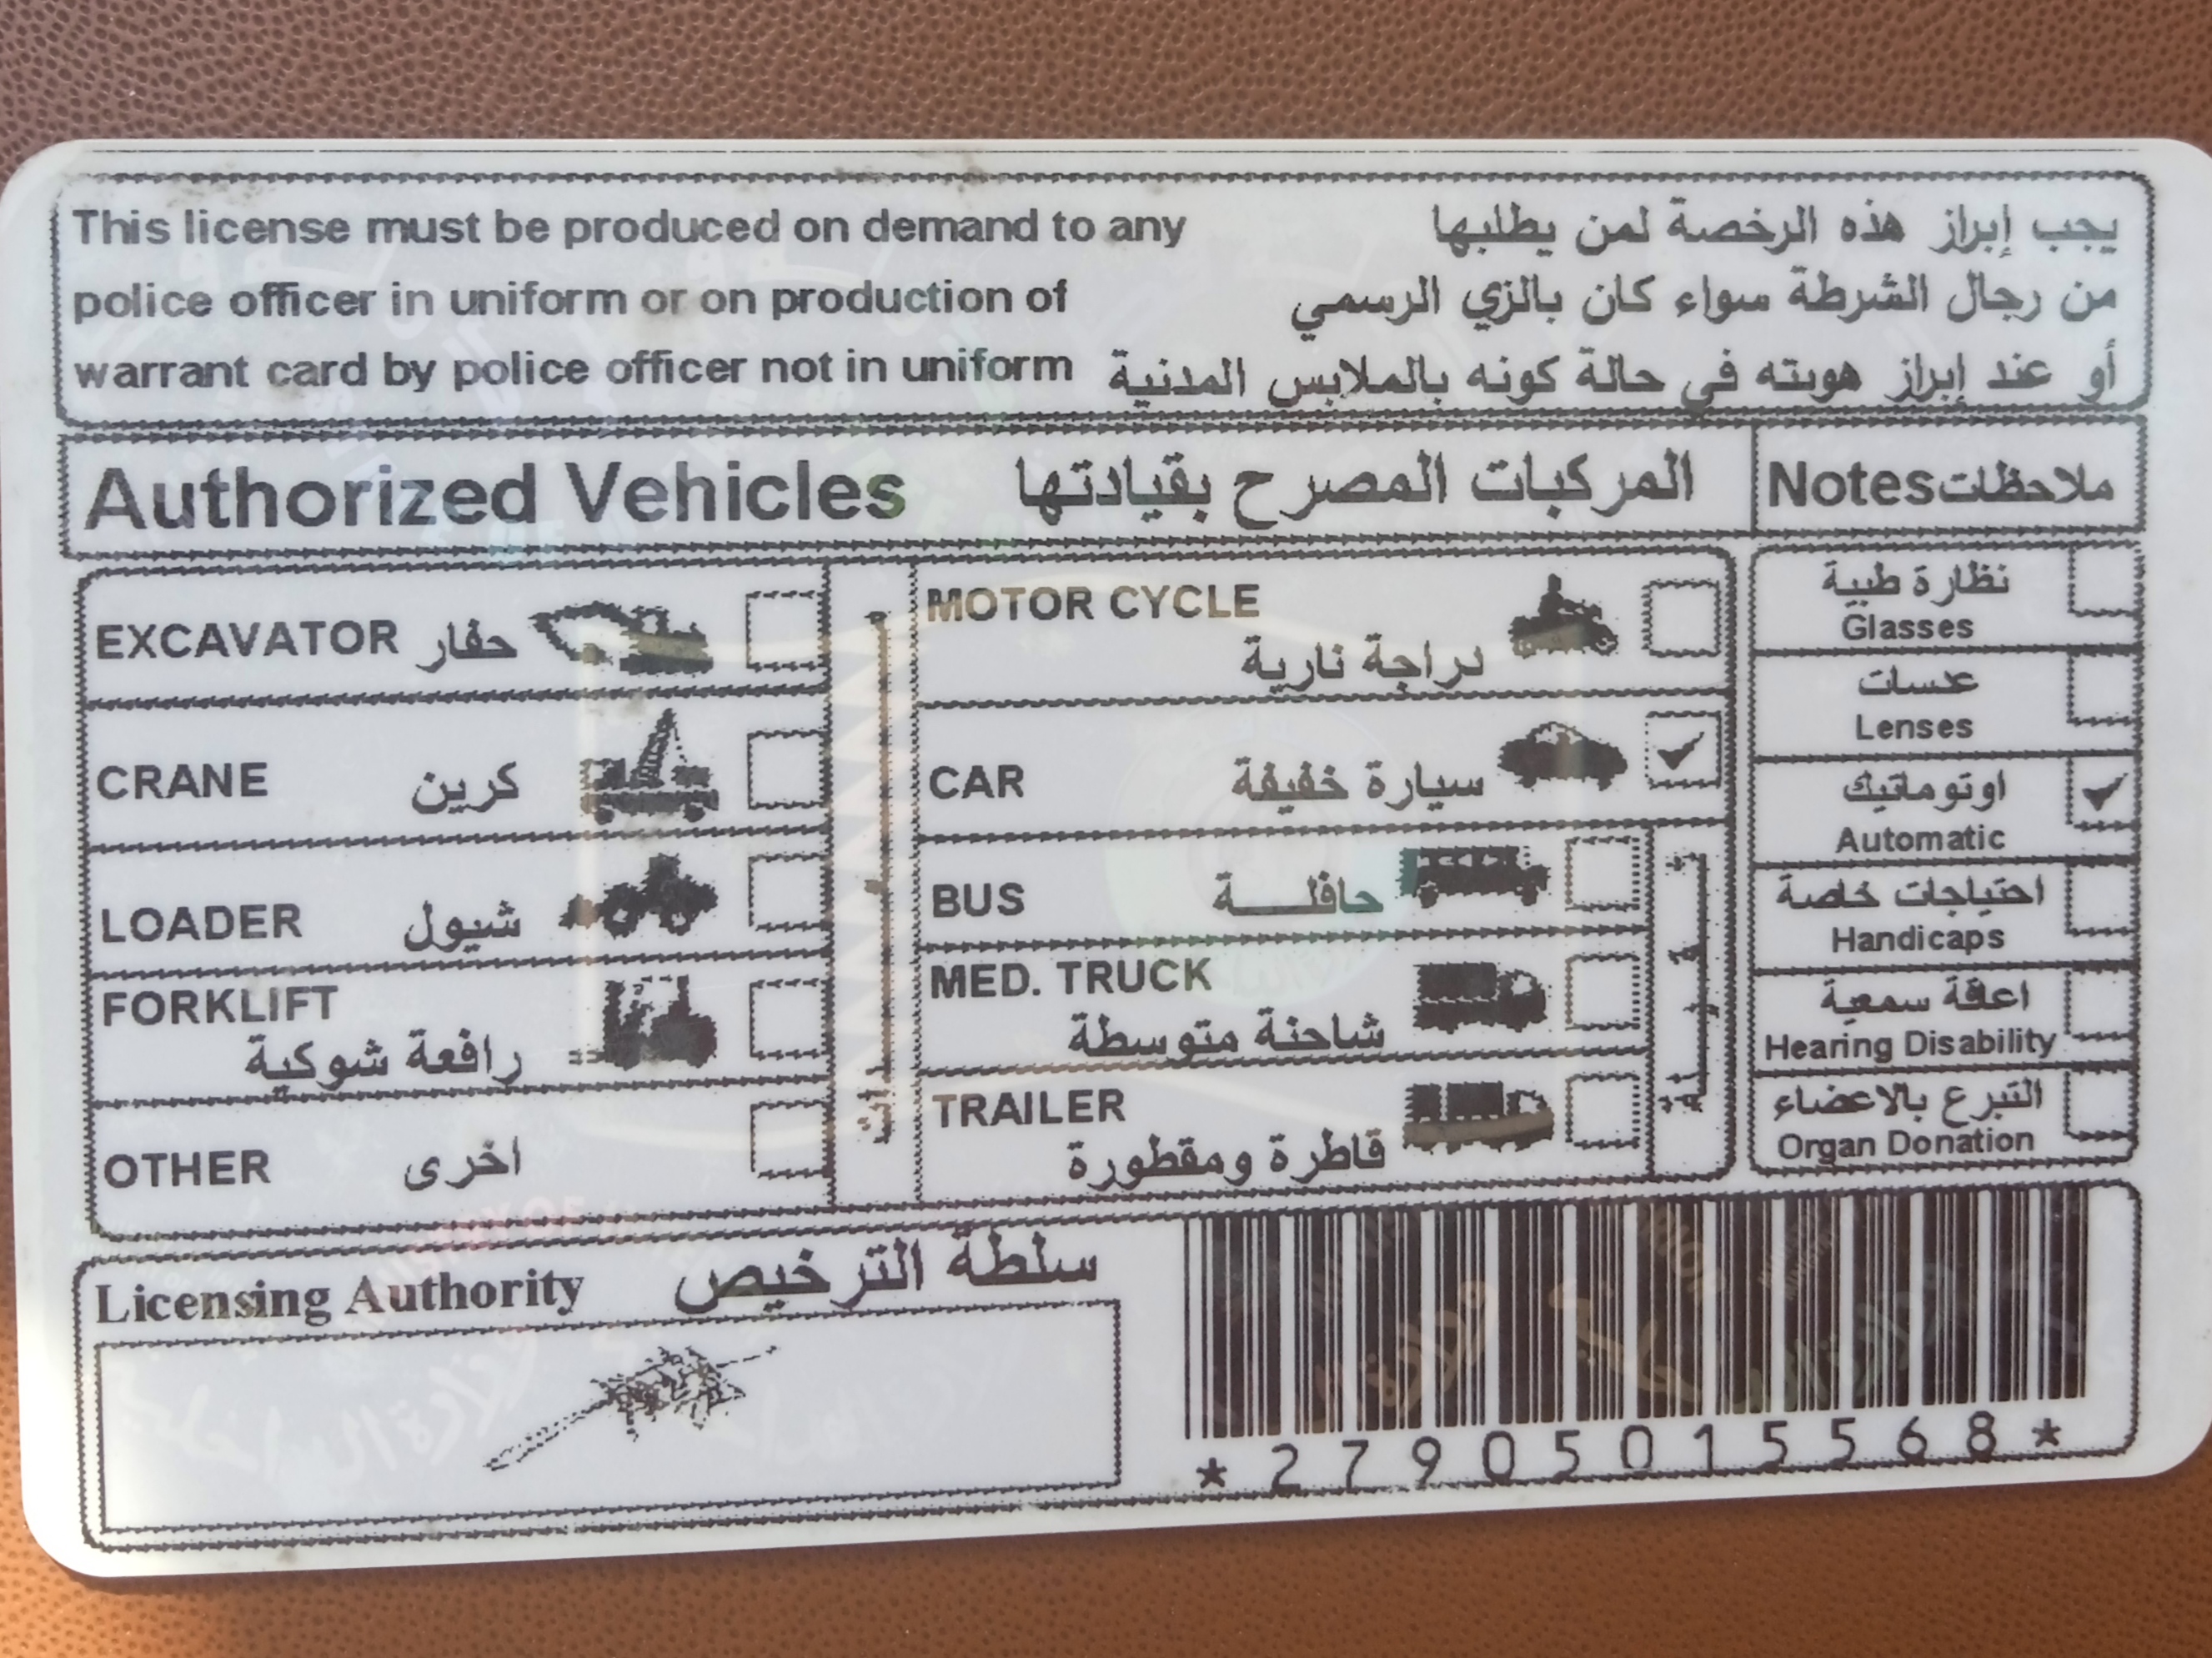 This license must be produced on demand to any
police officer in uniform or on production of
warrant card by police officer not in uniform
يجب إبراز هذه الرخصة لمن يطلبها
من رجال الشرطة سواء كان بالزي الرسمي
أو عند إبراز هويته في حالة كونه بالملابس المدنية
Authorized Vehicles المركبات المصرح بقيادتها
Notes ملاحظات
EXCAVATOR حفار
CRANE كرين
LOADER شيول
FORKLIFT
رافعة شوكية
OTHER اخرى
MOTOR CYCLE
دراجة نارية
CAR سيارة خفيفة
BUS حافلـــة
MED. TRUCK
شاحنة متوسطة
TRAILER
قاطرة ومقطورة
نظارة طبية
Glasses
عدسات
Lenses
اوتوماتيك
Automatic
احتياجات خاصة
Handicaps
اعاقة سمعية
Hearing Disability
التبرع بالاعضاء
Organ Donation
Licensing Authority سلطة الترخيص
*27905015568*